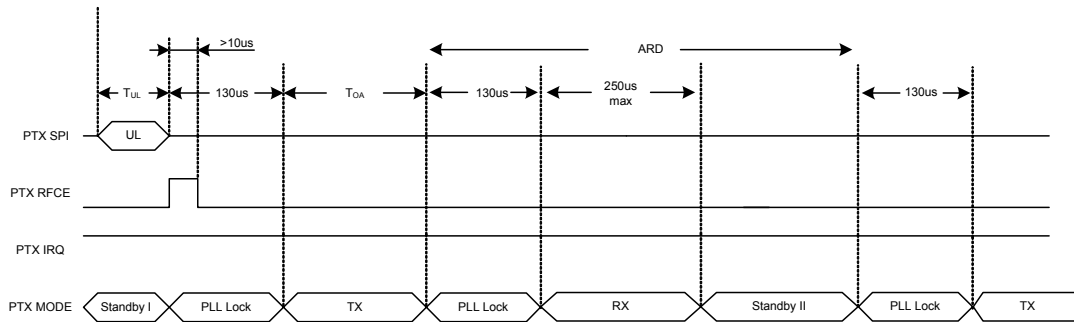 >10us
ARD
TUL
130us
TOA
130us
250us
max
130us
PTX SPI
UL
PTX RFCE
PTX IRQ
PTX MODE
Standby I
PLL Lock
TX
PLL Lock
RX
Standby II
PLL Lock
TX